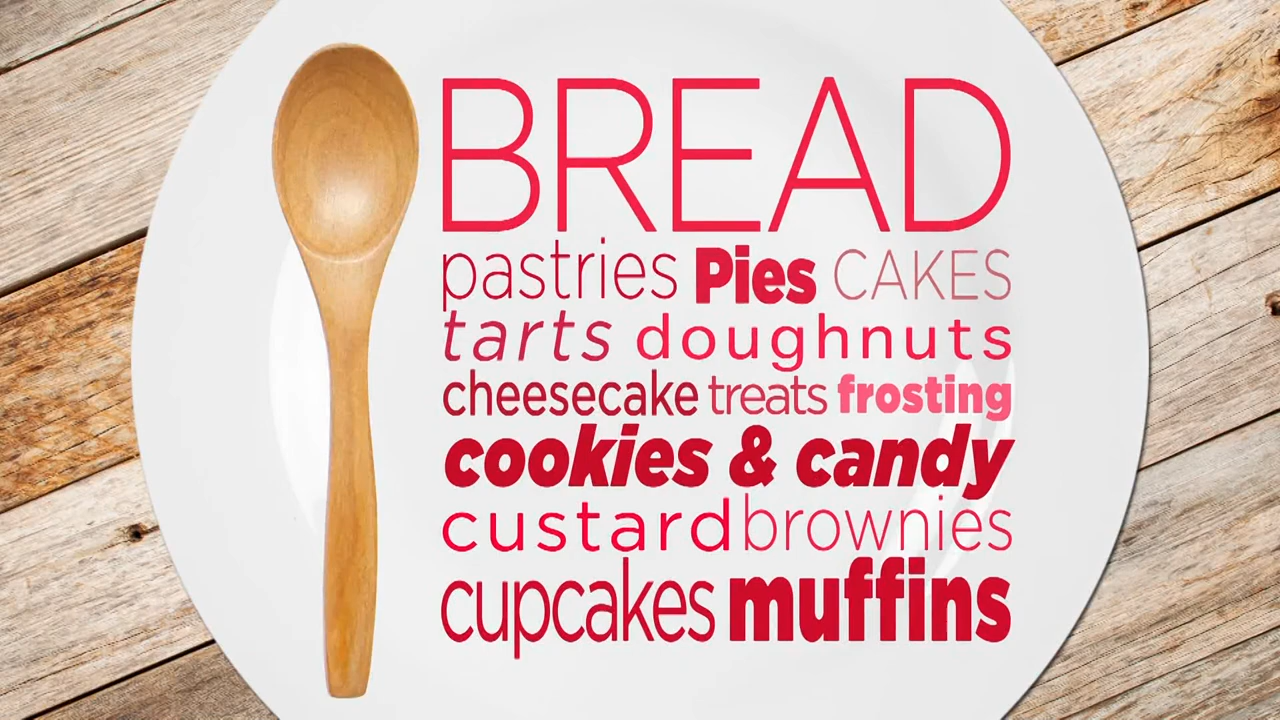 BREAD
pastries Pies CAKES
tarts doughnuts
cheesecake treats frosting
cookies & candy
custard brownies
cupcakes muffins